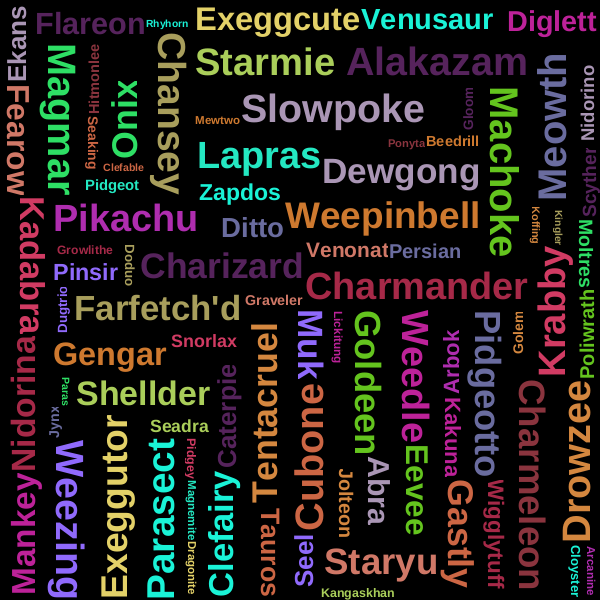 Ekans
Flareon
Rhyhorn
Exeggcute
Venusaur
Diglett
Magmar
Hitmonlee
Chansey
Starmie
Alakazam
Meowth
Nidorino
Fearow
Seaking
Onix
Mewtwo
Slowpoke
Gloom
Machoke
Clefable
Ponyta
Beedrill
Pidgeot
Lapras
Dewgong
Scyther
Zapdos
Kadabra
Pikachu
Ditto
Weepinbell
Koffing
Kingler
Growlithe
Doduo
Venonat
Persian
Moltres
Pinsir
Charizard
Charmander
Krabby
Dugtrio
Farfetch'd
Graveler
Poliwrath
Gengar
Snorlax
Muk
Lickitung
Goldeen
Weedle
Arbok
Pidgeotto
Golem
Nidorina
Paras
Shellder
Caterpie
Tentacruel
Cubone
Kakuna
Charmeleon
Drowzee
Jynx
Seadra
Weezing
Exeggutor
Parasect
Pidgey
Clefairy
Abra
Eevee
Mankey
Magnemite
Jolteon
Gastly
Wigglytuff
Dragonite
Tauros
Seel
Staryu
Cloyster
Arcanine
Kangaskhan